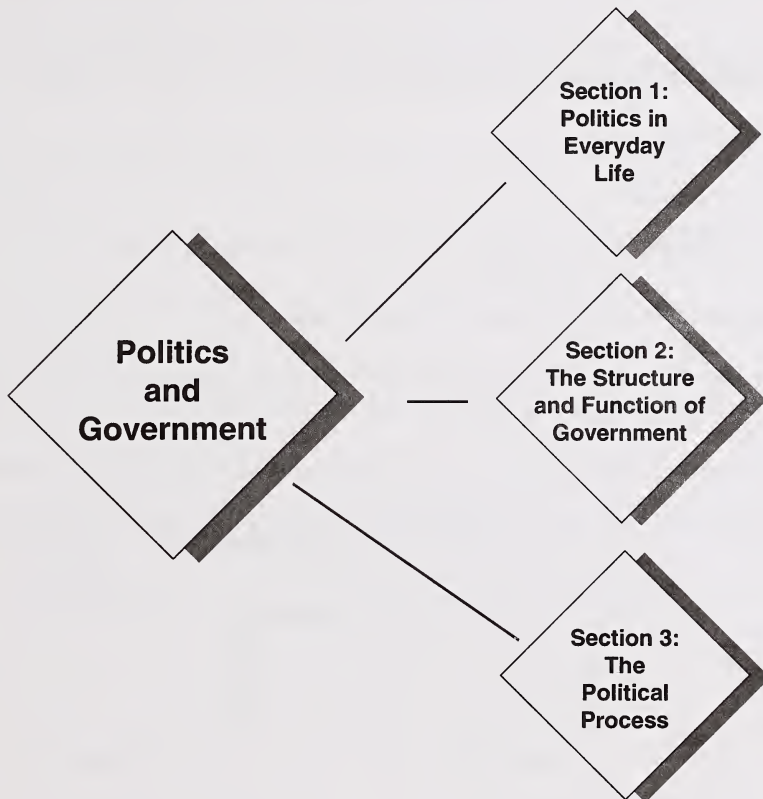 Section 1:
Politics in
Everyday
Life
Politics
and
Government
Section 2:
The Structure
and Function of
Government
Section 3:
The
Political
Process